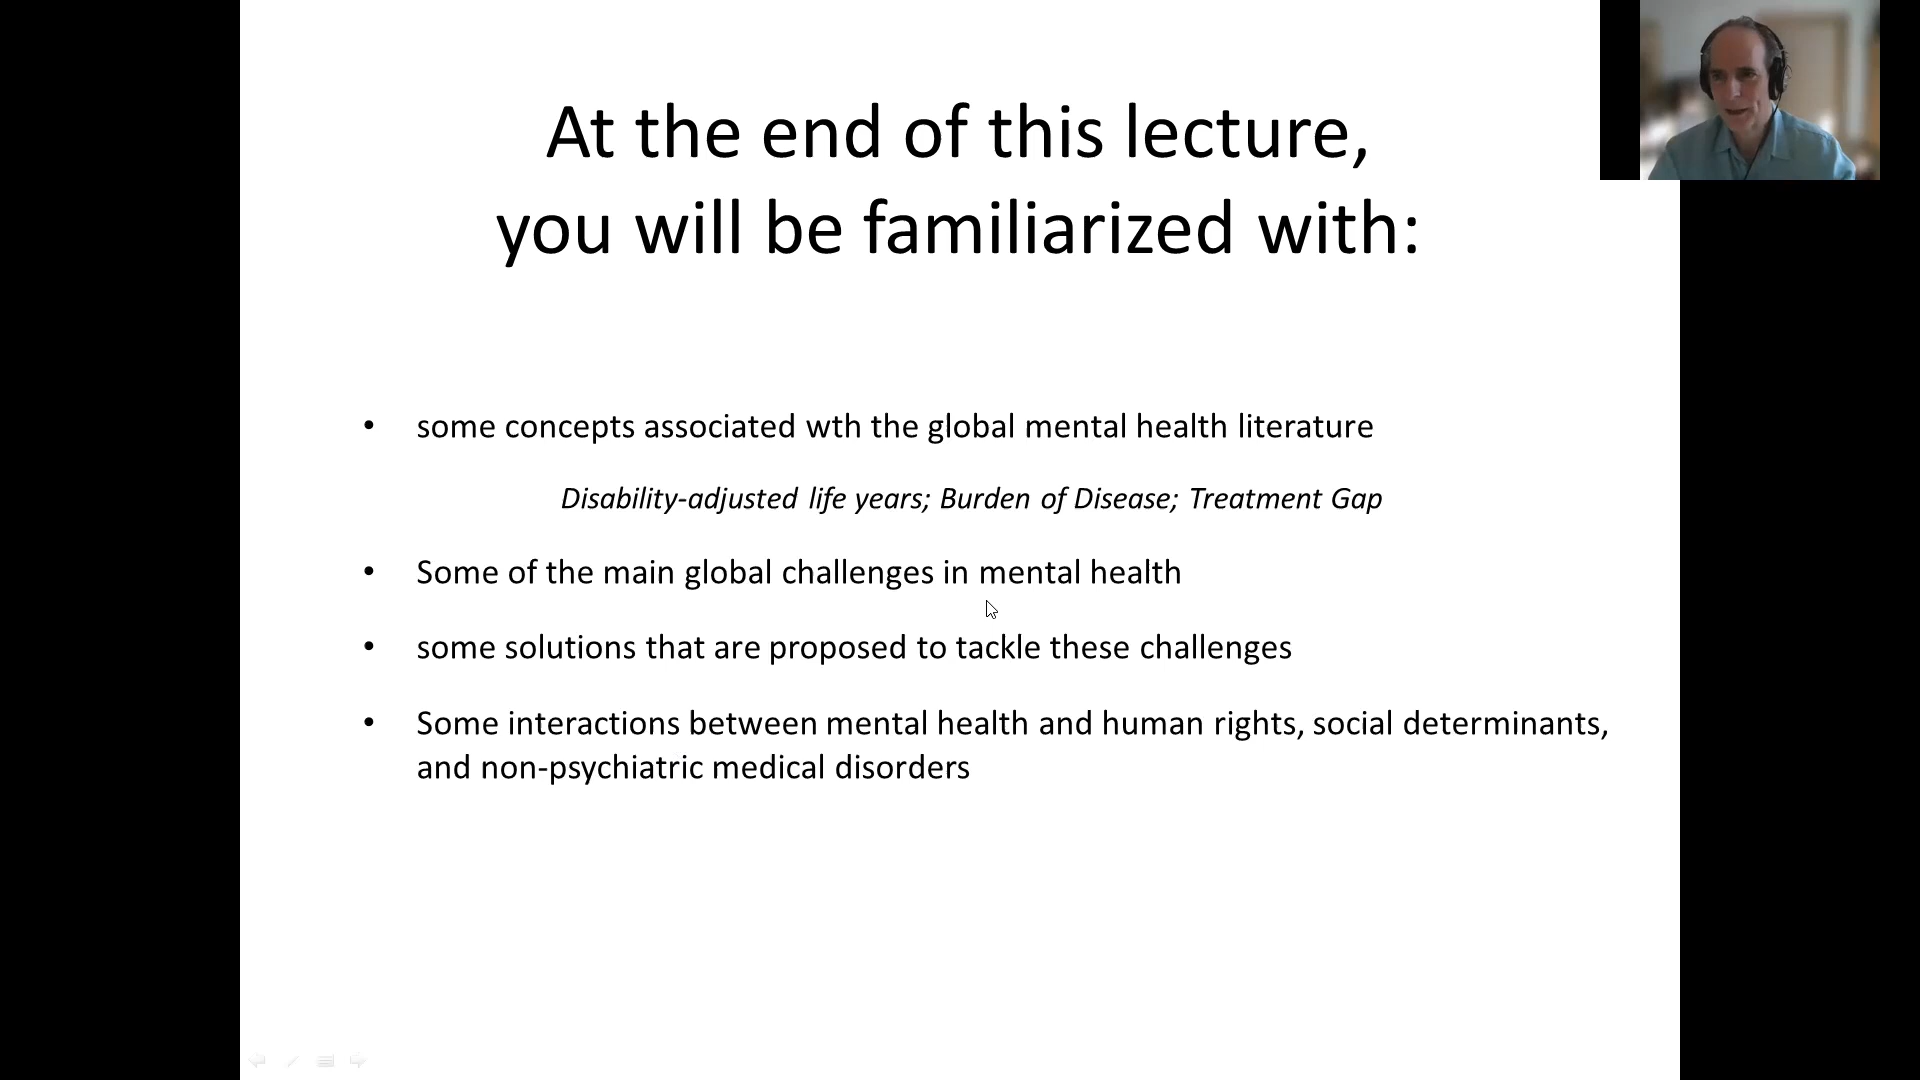 At the end of this lecture,
you will be familiarized with:
• some concepts associated wth the global mental health literature
Disability-adjusted life years; Burden of Disease; Treatment Gap
• Some of the main global challenges in mental health
• some solutions that are proposed to tackle these challenges
• Some interactions between mental health and human rights, social determinants,
and non-psychiatric medical disorders